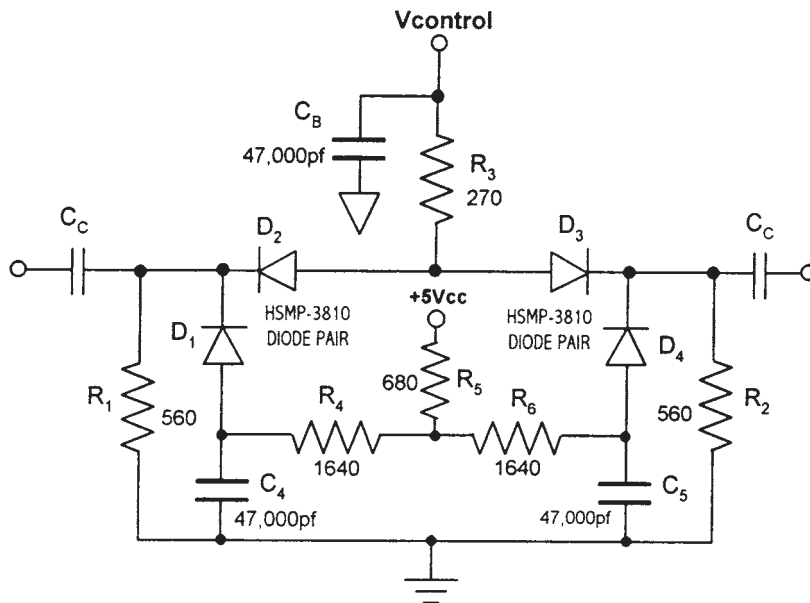 Vcontrol
C_B
47,000pf
R_3
270
C_C
D_2
D_3
C_C
HSMP-3810
DIODE PAIR
+5Vcc
HSMP-3810
DIODE PAIR
D_1
D_4
R_1
560
R_4
1640
680
R_5
R_6
1640
560
R_2
C_4
47,000pf
C_5
47,000pf